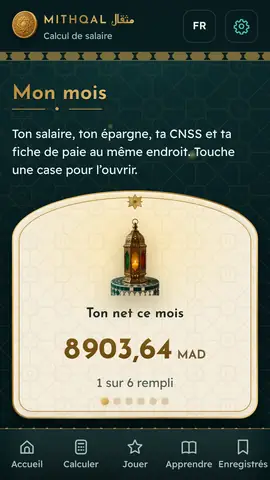 MITHQAL مثقال
Calcul de salaire
FR
Mon mois
Ton salaire, ton épargne, ta CNSS et ta
fiche de paie au même endroit. Touche
une case pour l'ouvrir.
Ton net ce mois
8903,64 MAD
1 sur 6 rempli
Accueil
Calculer
Jouer
Apprendre
Enregistrés